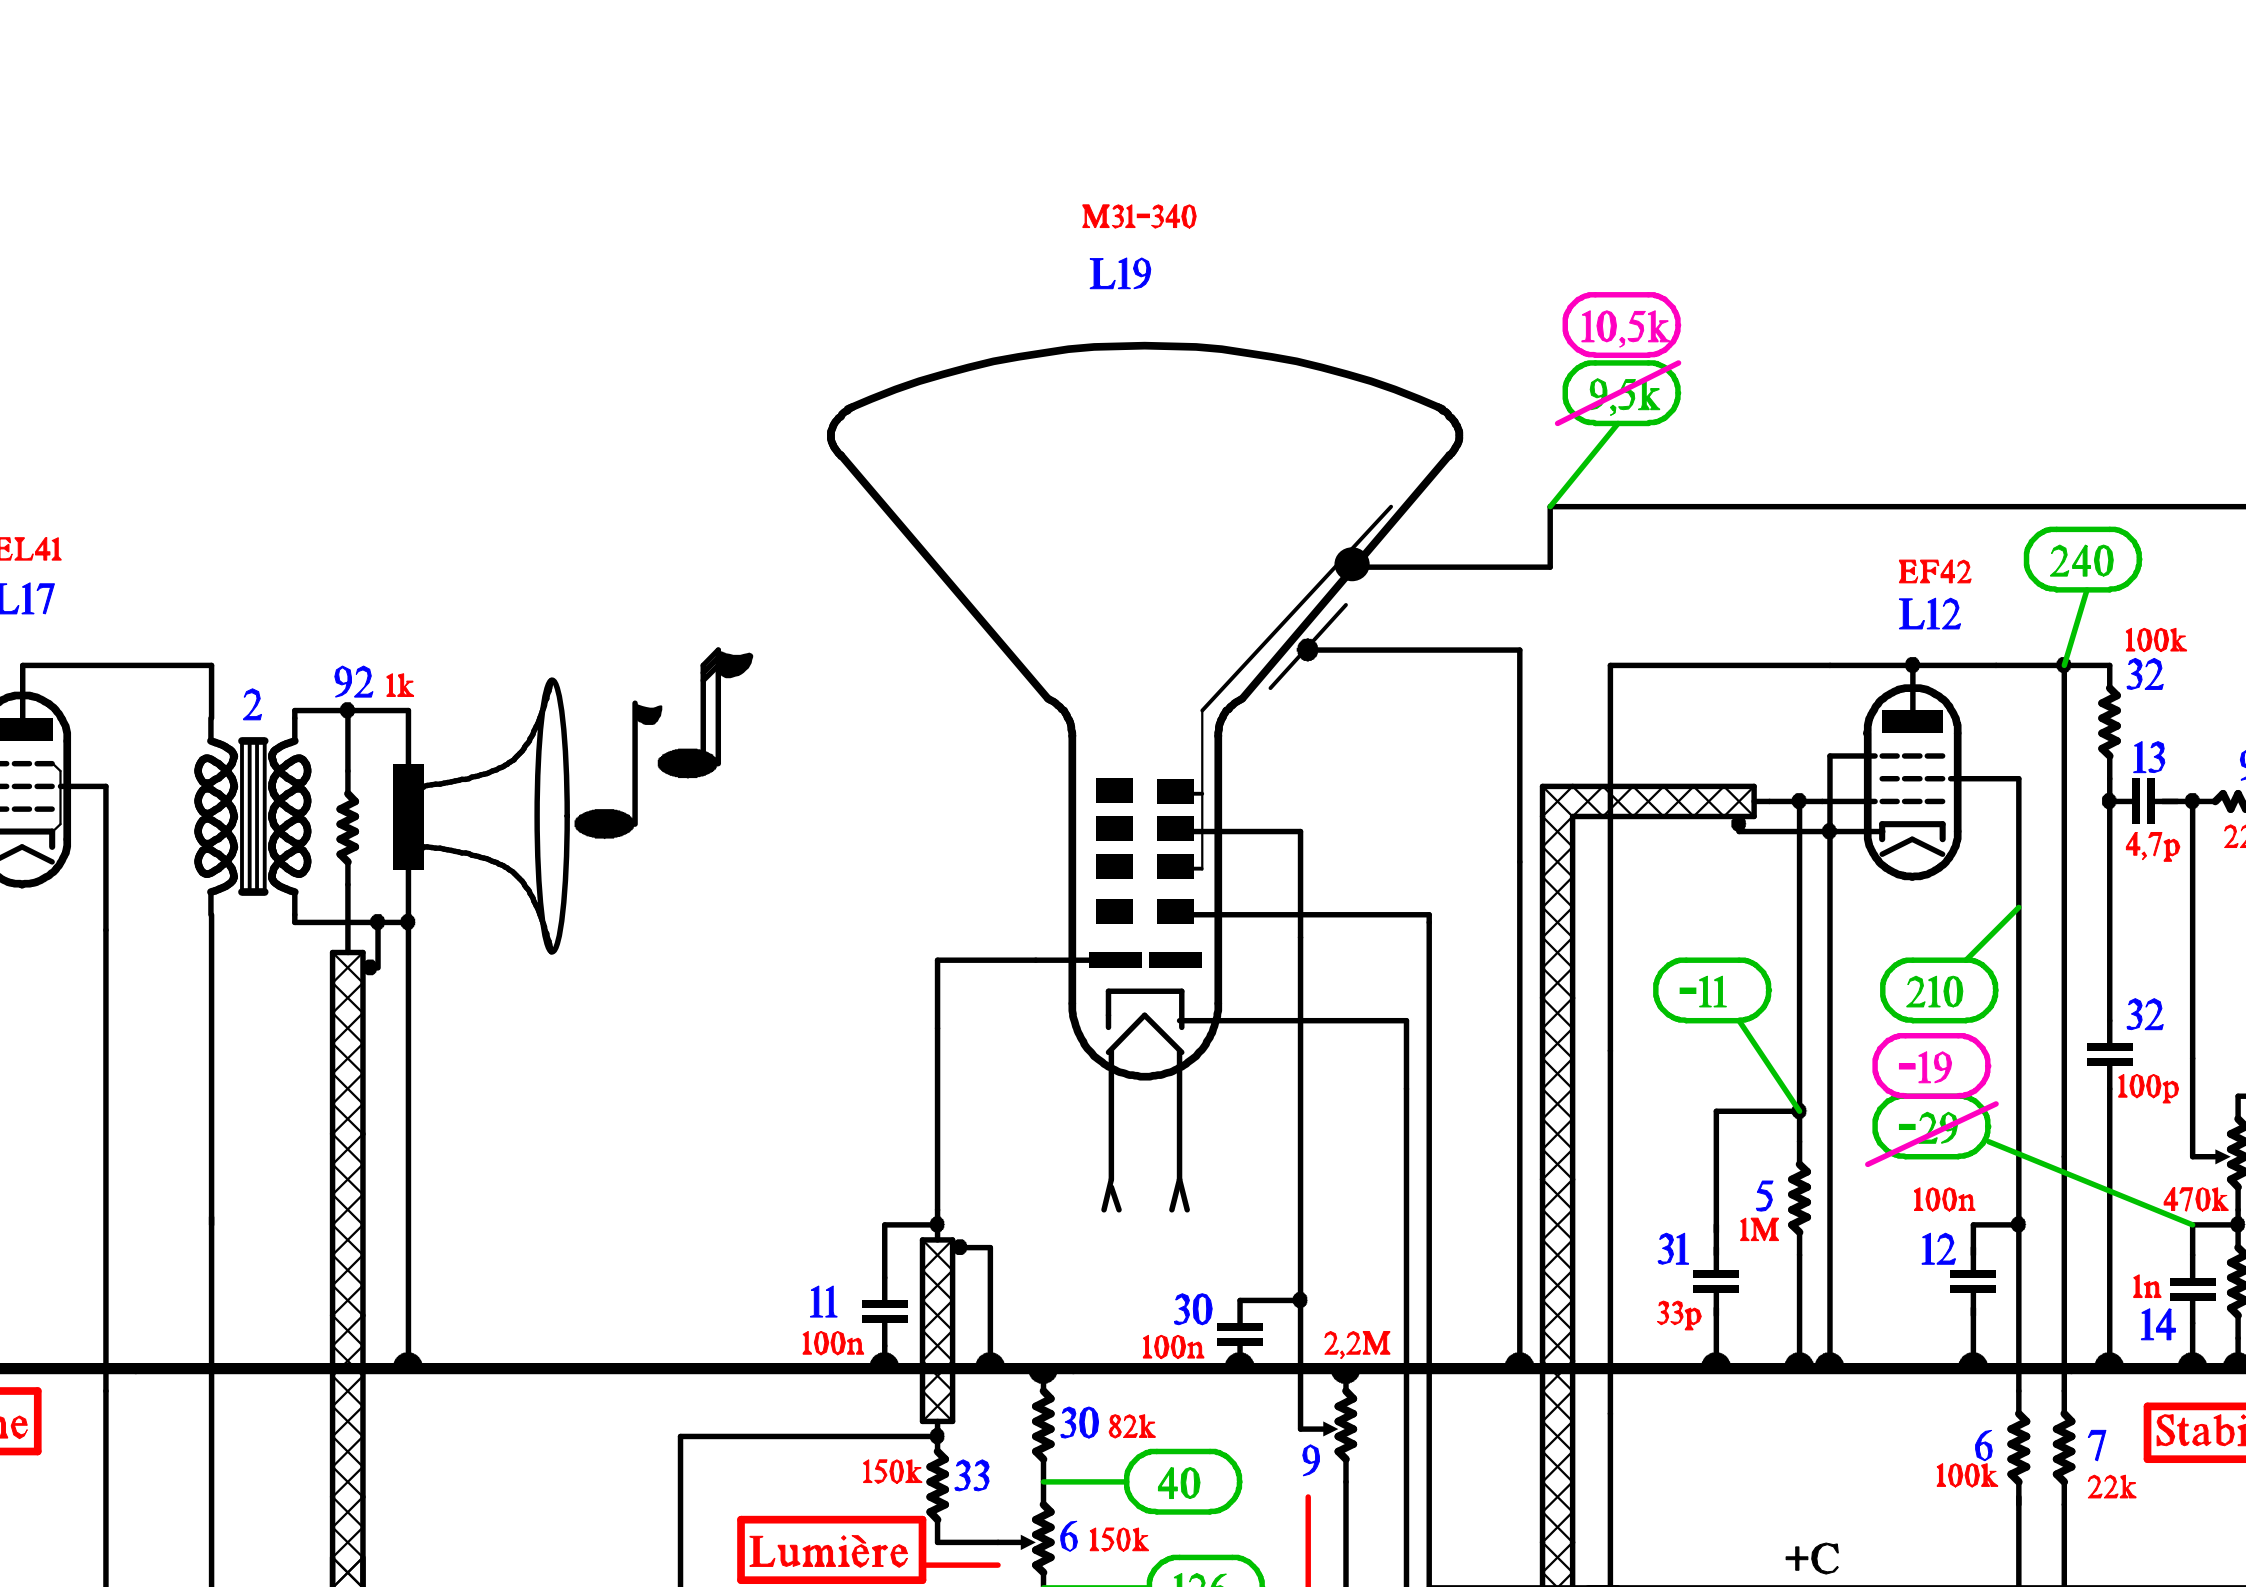 M31-340
L19
10,5k
9,5k
EL41
L17
EF42
L12
240
100k
32
2
92 1k
13
4,7p
-11
210
-19
-29
32
100p
5
1M
100n
12
470k
31
33p
1n
14
11
100n
30
100n
2,2M
30 82k
9
6
100k
7
22k
150k
33
40
Lumière
6 150k
+C